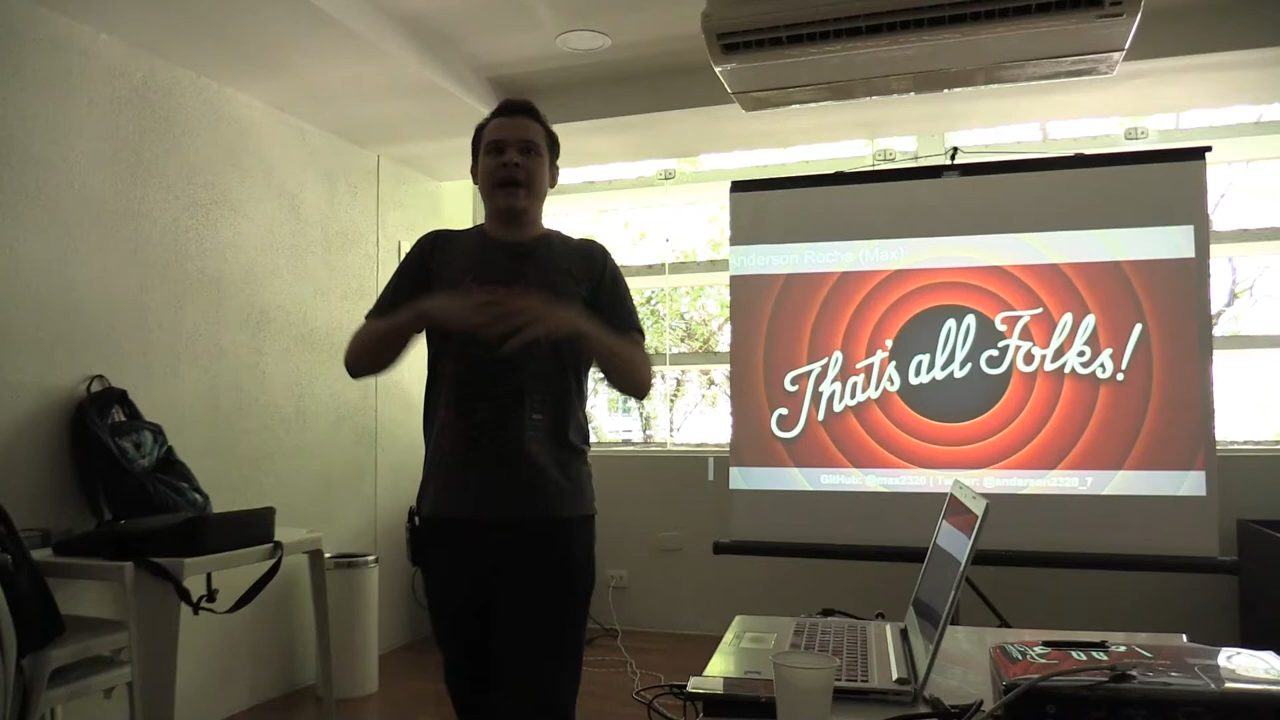 Anderson Rocha (Max)
That's all Folks!
GitHub: @max2320 | Twitter: @anderson2320_7